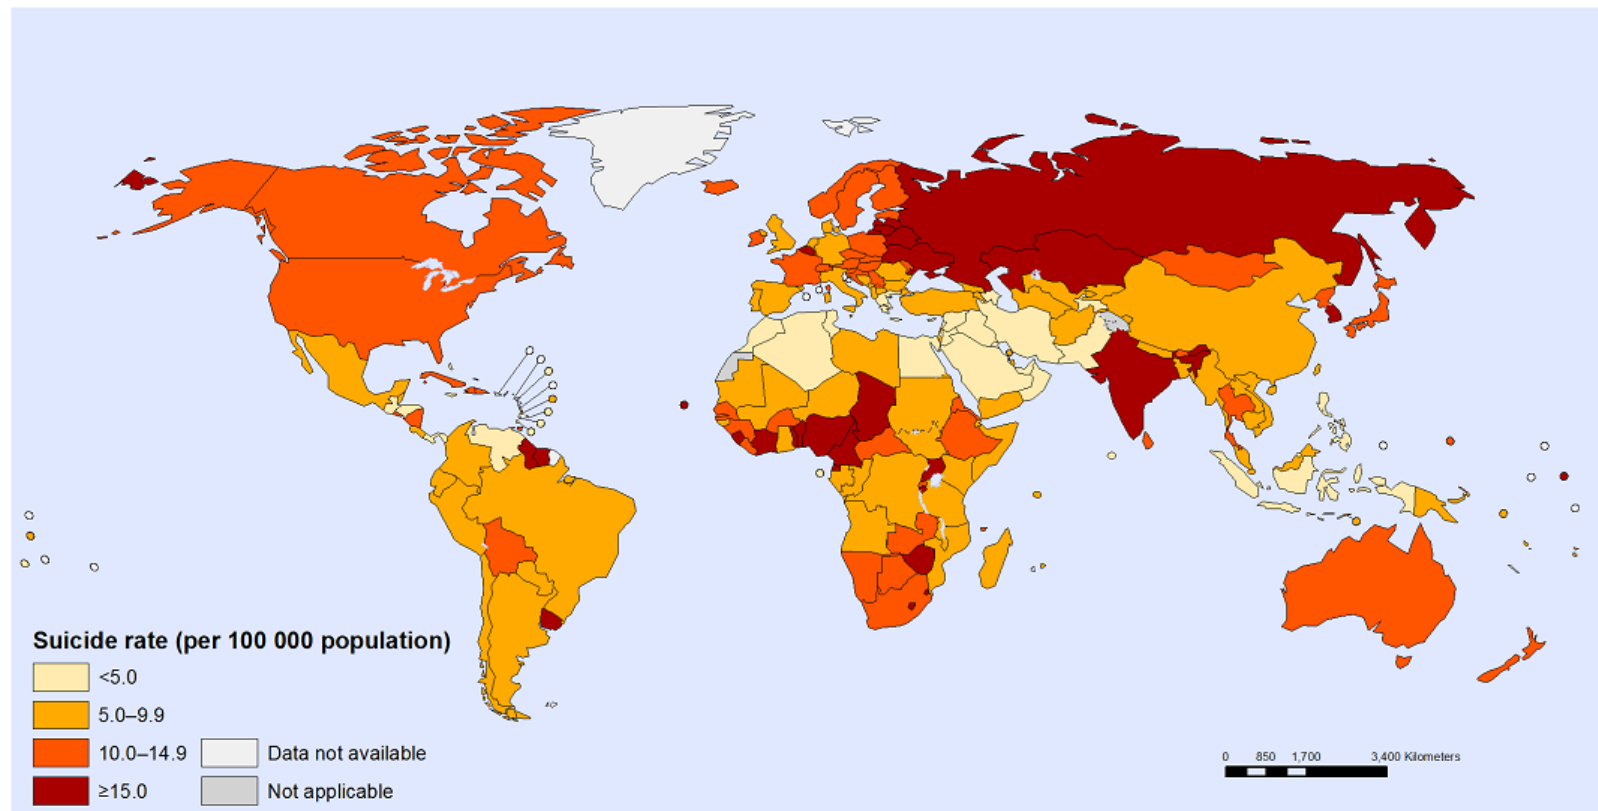 Suicide rate (per 100 000 population)
<5.0
5.0–9.9
10.0–14.9
≥15.0
Data not available
Not applicable
0 850 1,700 3,400 Kilometers